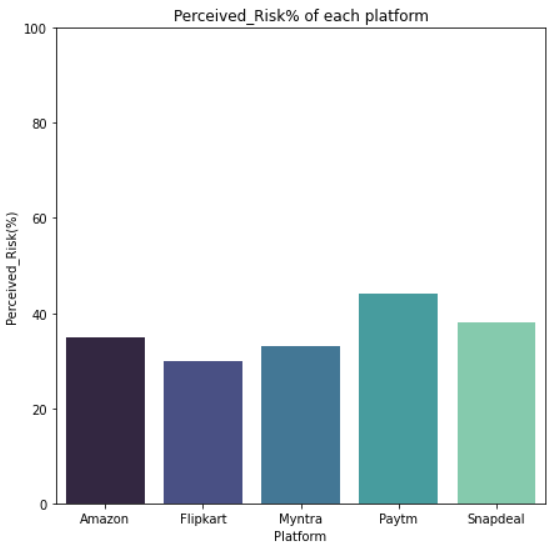 Perceived_Risk% of each platform
100
80
60
40
20
0
Perceived_Risk(%)
Amazon Flipkart Myntra Paytm Snapdeal
Platform